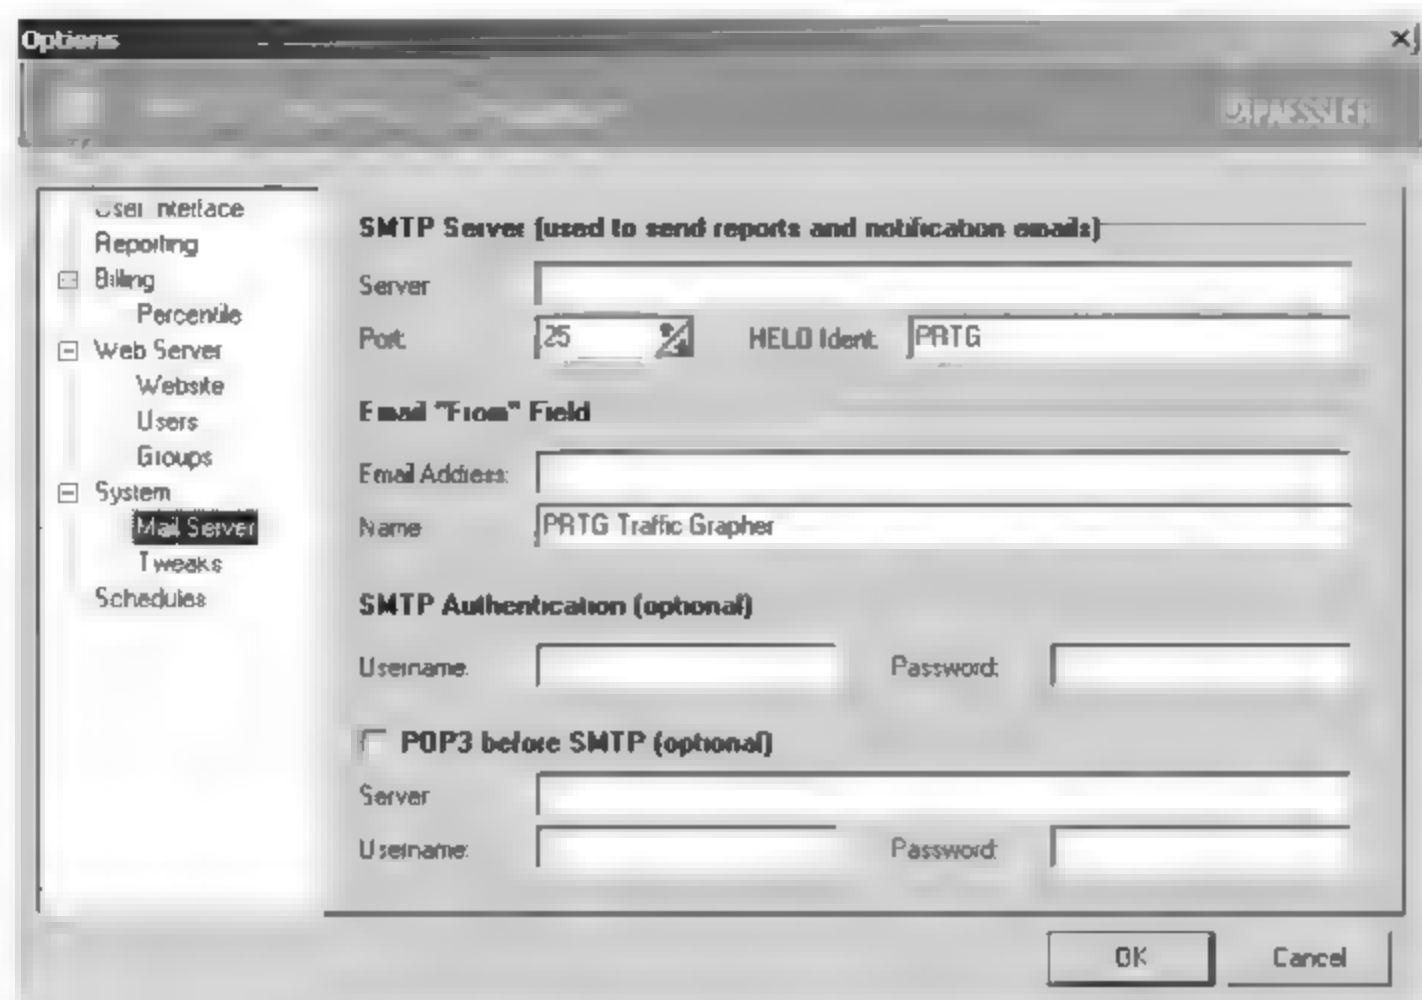 Options
PAESSLER
User Interface
Reporting
Billing
Percentile
Web Server
Website
Users
Groups
System
Mail Server
Tweaks
Schedules
SMTP Server (used to send reports and notification emails)
Server
Port: 25 HELO Ident: PRTG
Email "From" Field
Email Address:
Name PRTG Traffic Grapher
SMTP Authentication (optional)
Username: Password:
POP3 before SMTP (optional)
Server
Username: Password:
OK Cancel